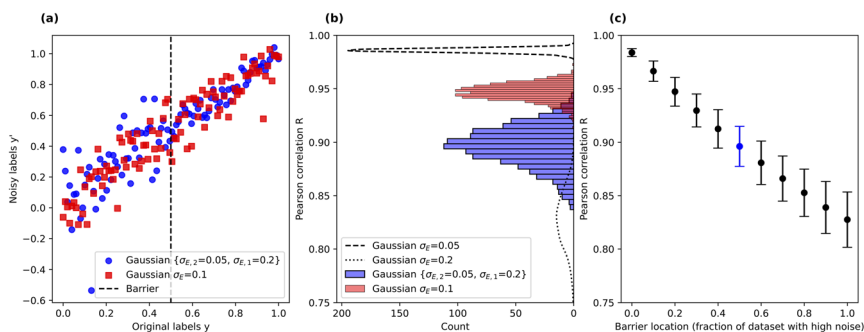 (a)
1.0
0.8
0.6
0.4
0.2
0.0
−0.2
−0.4
−0.6
Noisy labels y'
Gaussian {σE,2=0.05, σE,1=0.2}
Gaussian σE=0.1
Barrier
0.0 0.2 0.4 0.6 0.8 1.0
Original labels y
(b)
1.00
0.95
0.90
0.85
0.80
0.75
Pearson correlation R
Gaussian σE=0.05
Gaussian σE=0.2
Gaussian {σE,2=0.05, σE,1=0.2}
Gaussian σE=0.1
200 150 100 50 0
Count
(c)
1.00
0.95
0.90
0.85
0.80
0.75
Pearson correlation R
0.0 0.2 0.4 0.6 0.8 1.0
Barrier location (fraction of dataset with high noise)